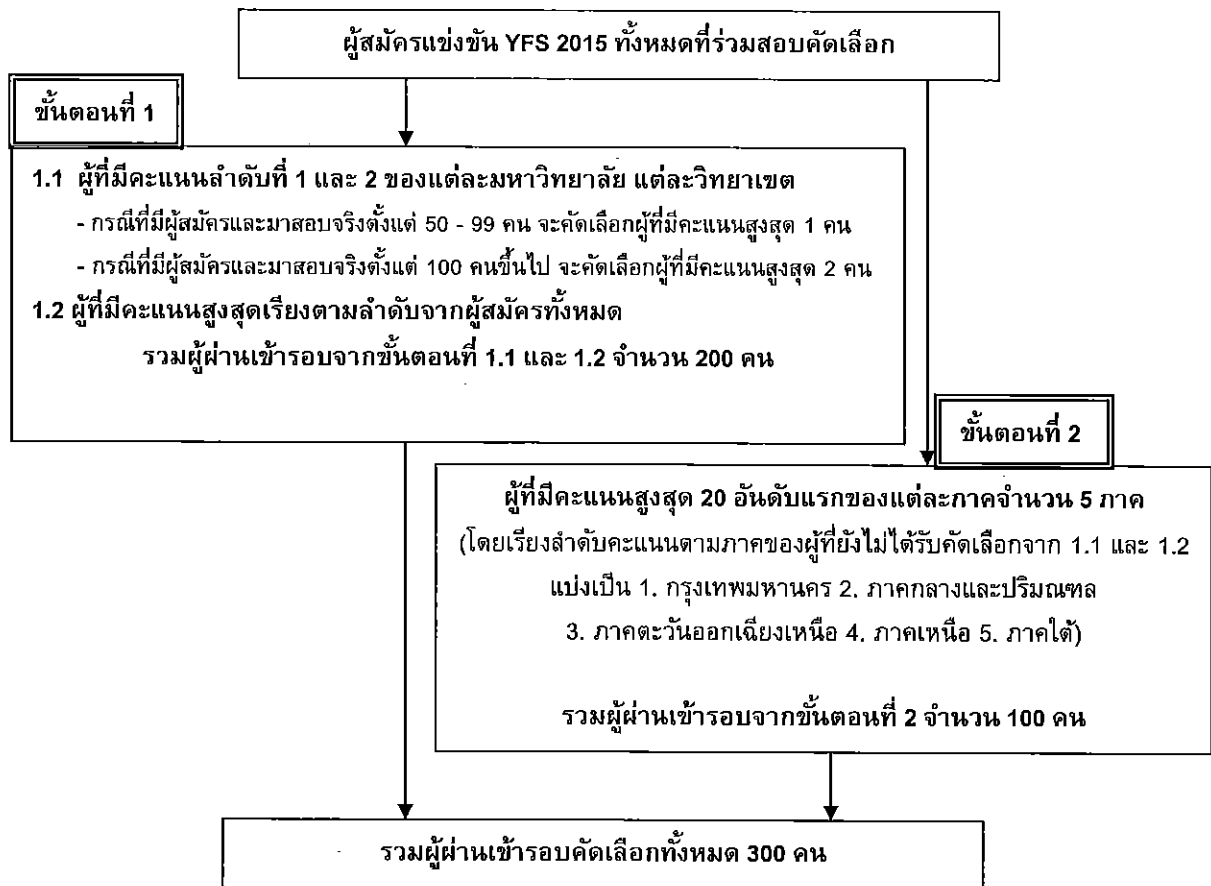 ผู้สมัครแข่งขัน YFS 2015 ทั้งหมดที่ร่วมสอบคัดเลือก
ขั้นตอนที่ 1
1.1 ผู้ที่มีคะแนนลำดับที่ 1 และ 2 ของแต่ละมหาวิทยาลัย แต่ละวิทยาเขต
- กรณีที่มีผู้สมัครและมาสอบจริงตั้งแต่ 50 - 99 คน จะคัดเลือกผู้ที่มีคะแนนสูงสุด 1 คน
- กรณีที่มีผู้สมัครและมาสอบจริงตั้งแต่ 100 คนขึ้นไป จะคัดเลือกผู้ที่มีคะแนนสูงสุด 2 คน
1.2 ผู้ที่มีคะแนนสูงสุดเรียงตามลำดับจากผู้สมัครทั้งหมด
รวมผู้ผ่านเข้ารอบจากขั้นตอนที่ 1.1 และ 1.2 จำนวน 200 คน
ขั้นตอนที่ 2
ผู้ที่มีคะแนนสูงสุด 20 อันดับแรกของแต่ละภาคจำนวน 5 ภาค
(โดยเรียงลำดับคะแนนตามภาคของผู้ที่ยังไม่ได้รับคัดเลือกจาก 1.1 และ 1.2
แบ่งเป็น 1. กรุงเทพมหานคร 2. ภาคกลางและปริมณฑล
3. ภาคตะวันออกเฉียงเหนือ 4. ภาคเหนือ 5. ภาคใต้)
รวมผู้ผ่านเข้ารอบจากขั้นตอนที่ 2 จำนวน 100 คน
รวมผู้ผ่านเข้ารอบคัดเลือกทั้งหมด 300 คน